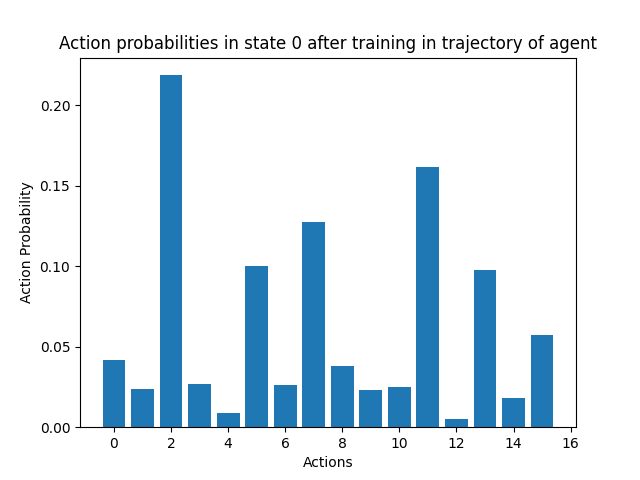 Action probabilities in state 0 after training in trajectory of agent
0.20
0.15
0.10
0.05
0.00
Action Probability
0 2 4 6 8 10 12 14 16
Actions